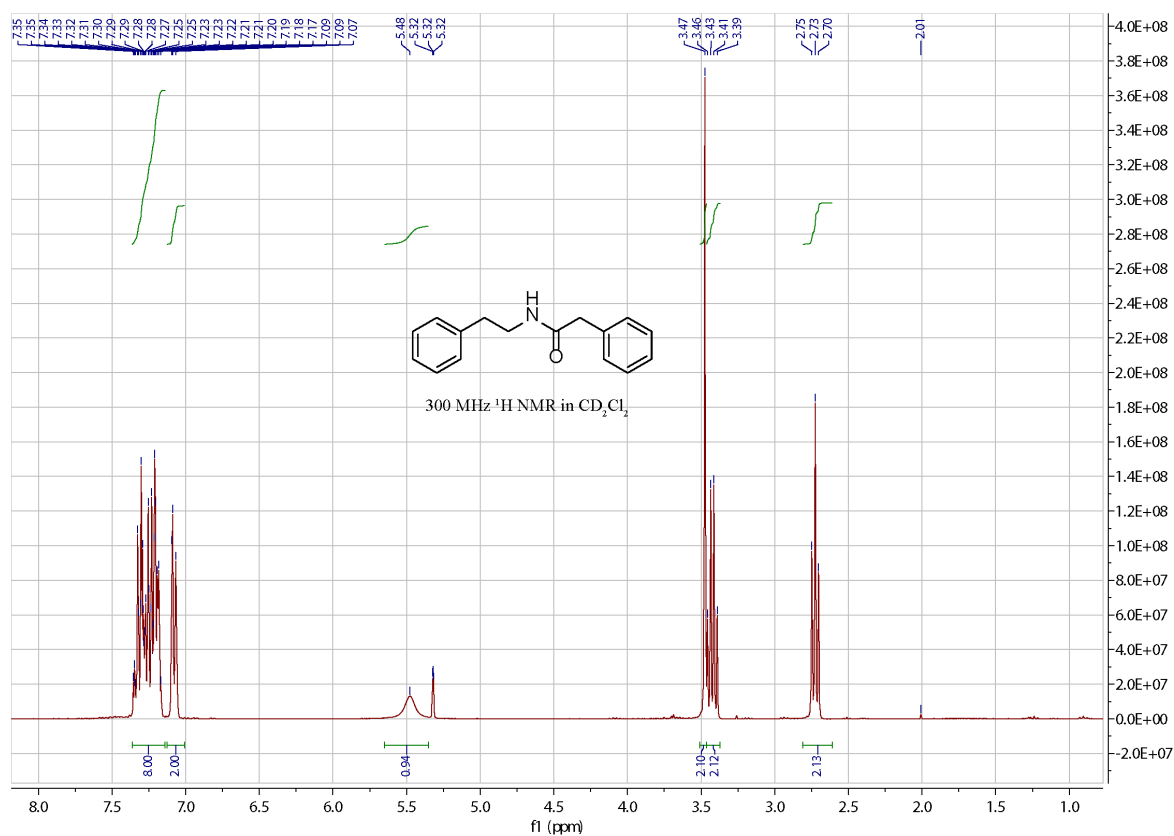 7.35
7.35
7.34
7.33
7.32
7.31
7.30
7.29
7.29
7.28
7.28
7.27
7.25
7.25
7.23
7.23
7.22
7.21
7.21
7.20
7.19
7.18
7.17
7.09
7.09
7.07
5.48
5.32
5.32
5.32
3.47
3.46
3.43
3.41
3.39
2.75
2.73
2.70
2.01
4.0E+08
3.8E+08
3.6E+08
3.4E+08
3.2E+08
3.0E+08
2.8E+08
2.6E+08
2.4E+08
2.2E+08
2.0E+08
1.8E+08
1.6E+08
1.4E+08
1.2E+08
1.0E+08
8.0E+07
6.0E+07
4.0E+07
2.0E+07
0.0E+00
-2.0E+07
H
N
O
300 MHz ¹H NMR in CD₂Cl₂
8.00
2.00
0.94
2.10
2.12
2.13
8.0 7.5 7.0 6.5 6.0 5.5 5.0 4.5 4.0 3.5 3.0 2.5 2.0 1.5 1.0
f1 (ppm)